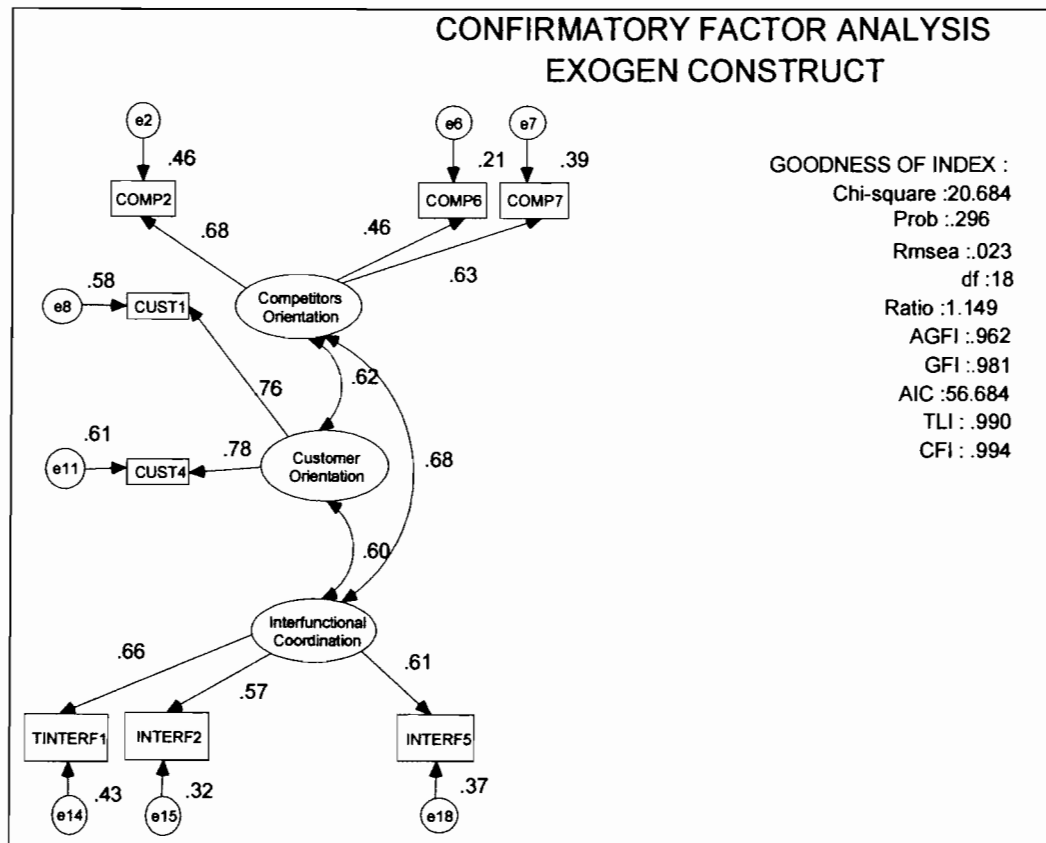 CONFIRMATORY FACTOR ANALYSIS
EXOGEN CONSTRUCT
e2
e6
e7
.46
.21
.39
COMP2
COMP6
COMP7
.68
.46
.63
GOODNESS OF INDEX :
Chi-square :20.684
Prob :.296
Rmsea :.023
df :18
Ratio :1.149
AGFI :.962
GFI :.981
AIC :56.684
TLI : .990
CFI : .994
e8
.58
CUST1
Competitors
Orientation
.76
.62
.68
e11
.61
CUST4
.78
Customer
Orientation
.60
Interfunctional
Coordination
.66
.57
.61
TINTERF1
INTERF2
INTERF5
.43
.32
.37
e14
e15
e18